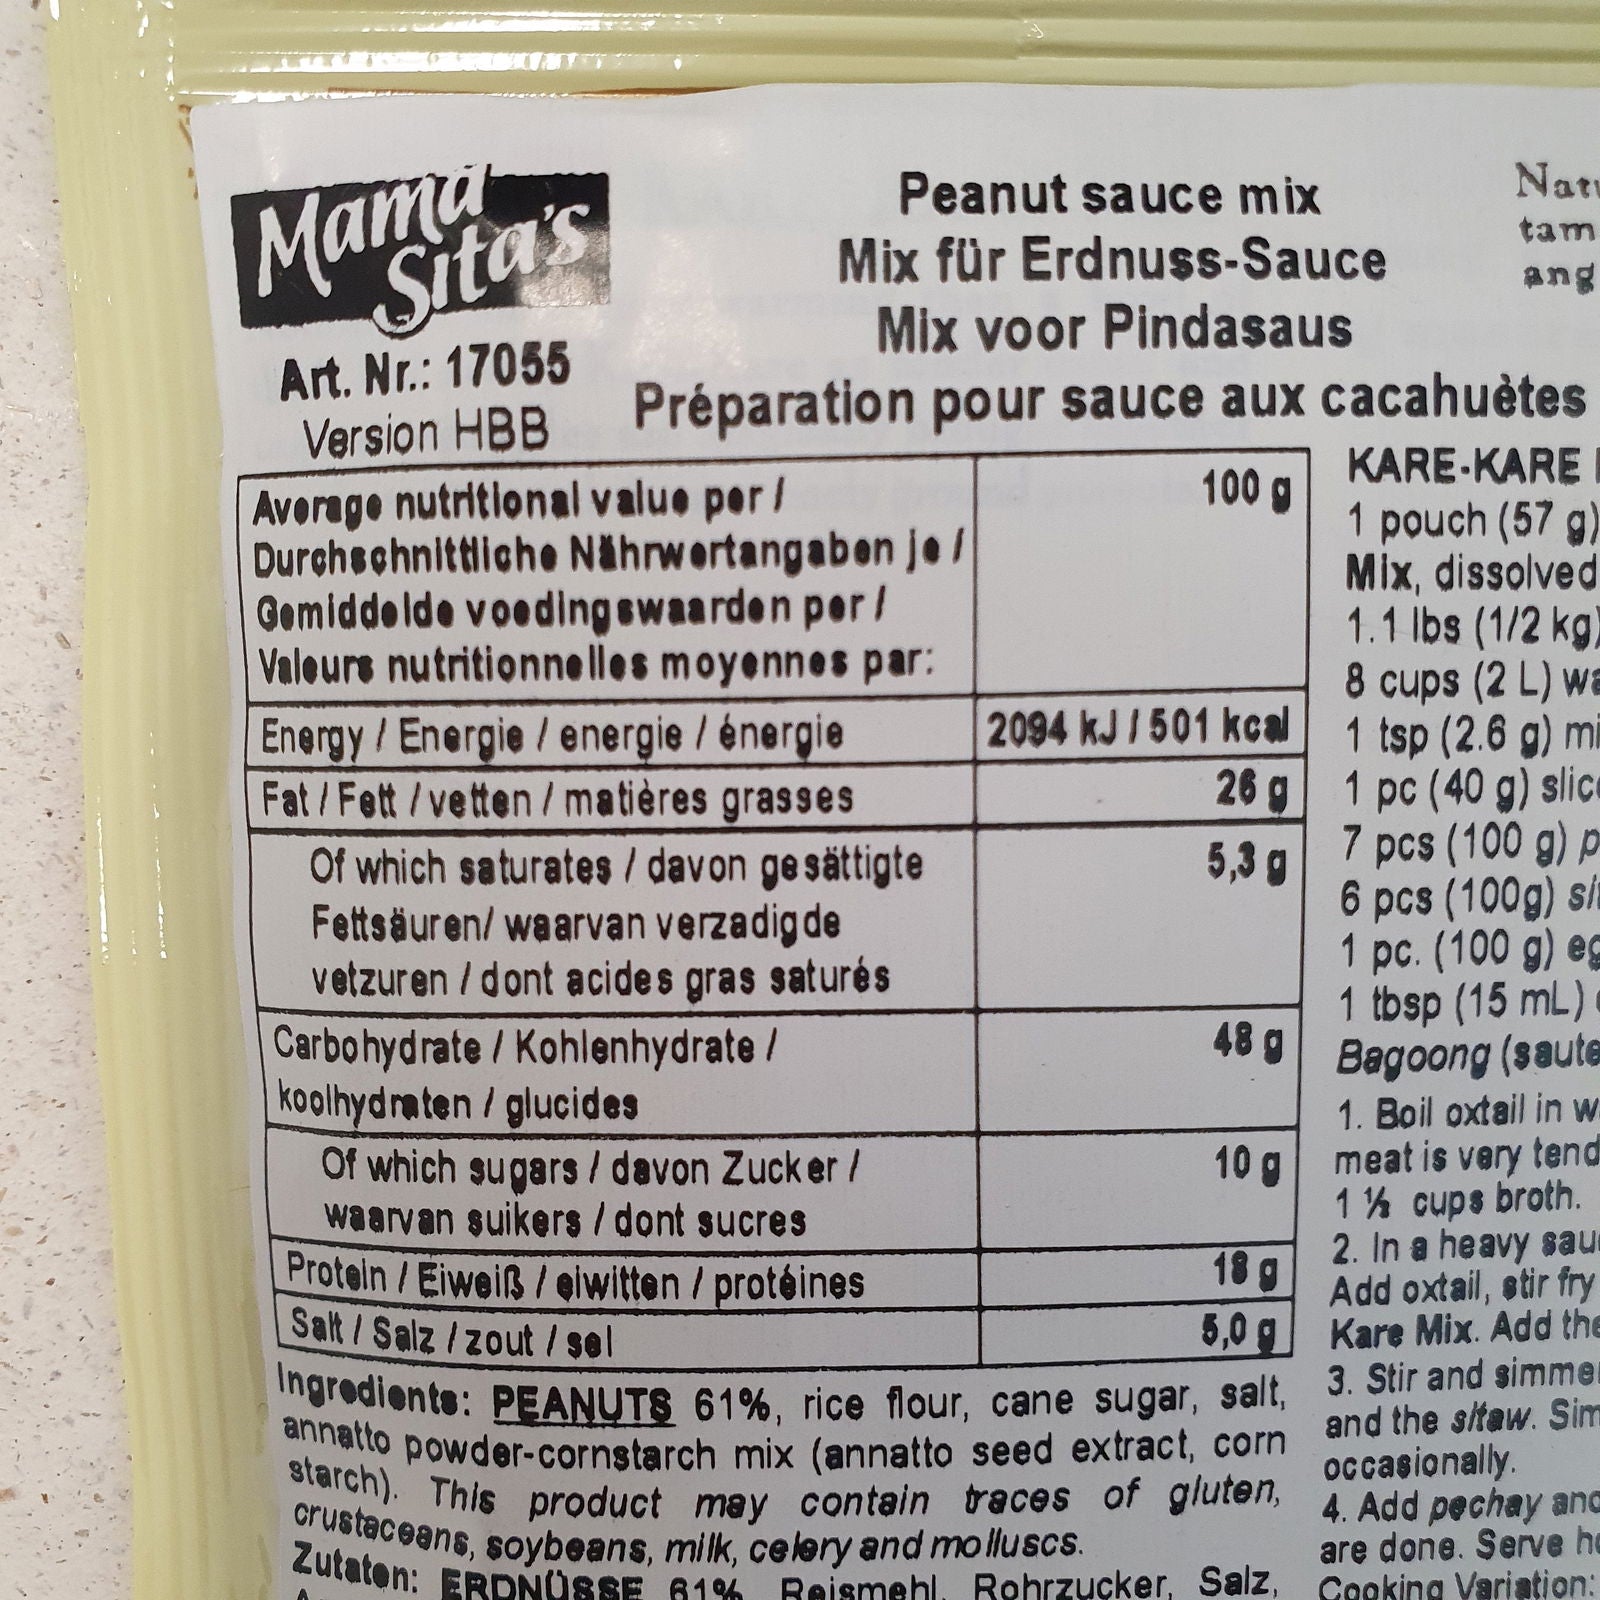 Mama
Sita's
Art. Nr.: 17055
Version HBB
Peanut sauce mix
Mix für Erdnuss-Sauce
Mix voor Pindasaus
Préparation pour sauce aux cacahuètes
tam
ang
Average nutritional value per / 100 g
Durchschnittliche Nährwertangaben je /
Gemiddelde voedingswaarden per /
Valeurs nutritionnelles moyennes par:
Energy / Energie / energie / énergie 2094 kJ / 501 kcal
Fat / Fett / vetten / matières grasses 26 g
Of which saturates / davon gesättigte 5,3 g
Fettsäuren/ waarvan verzadigde
vetzuren / dont acides gras saturés
Carbohydrate / Kohlenhydrate / 48 g
koolhydraten / glucides
Of which sugars / davon Zucker / 10 g
waarvan suikers / dont sucres
Protein / Eiweiß / eiwitten / protéines 18 g
Salt / Salz / zout / sel 5,0 g
Ingredients: PEANUTS 61%, rice flour, cane sugar, salt,
annatto powder-cornstarch mix (annatto seed extract, corn
starch). This product may contain traces of gluten,
crustaceans, soybeans, milk, celery and molluscs.
Zutaten: ERDNÜSSE 61% Reismehl, Rohrzucker, Salz,
KARE-KARE
1 pouch (57 g)
Mix, dissolved
1.1 lbs (1/2 kg)
8 cups (2 L)
1 tsp (2.6 g)
1 pc (40 g)
7 pcs (100 g)
6 pcs (100g)
1 pc. (100 g)
1 tbsp (15 mL)
Bagoong
1. Boil oxtail in
meat is very
1 ½ cups broth.
2. In a heavy
Add oxtail, stir fry
Kare Mix. Add the
3. Stir and
and the sitaw.
occasionally.
4. Add pechay
are done. Serve
Cooking Variation: